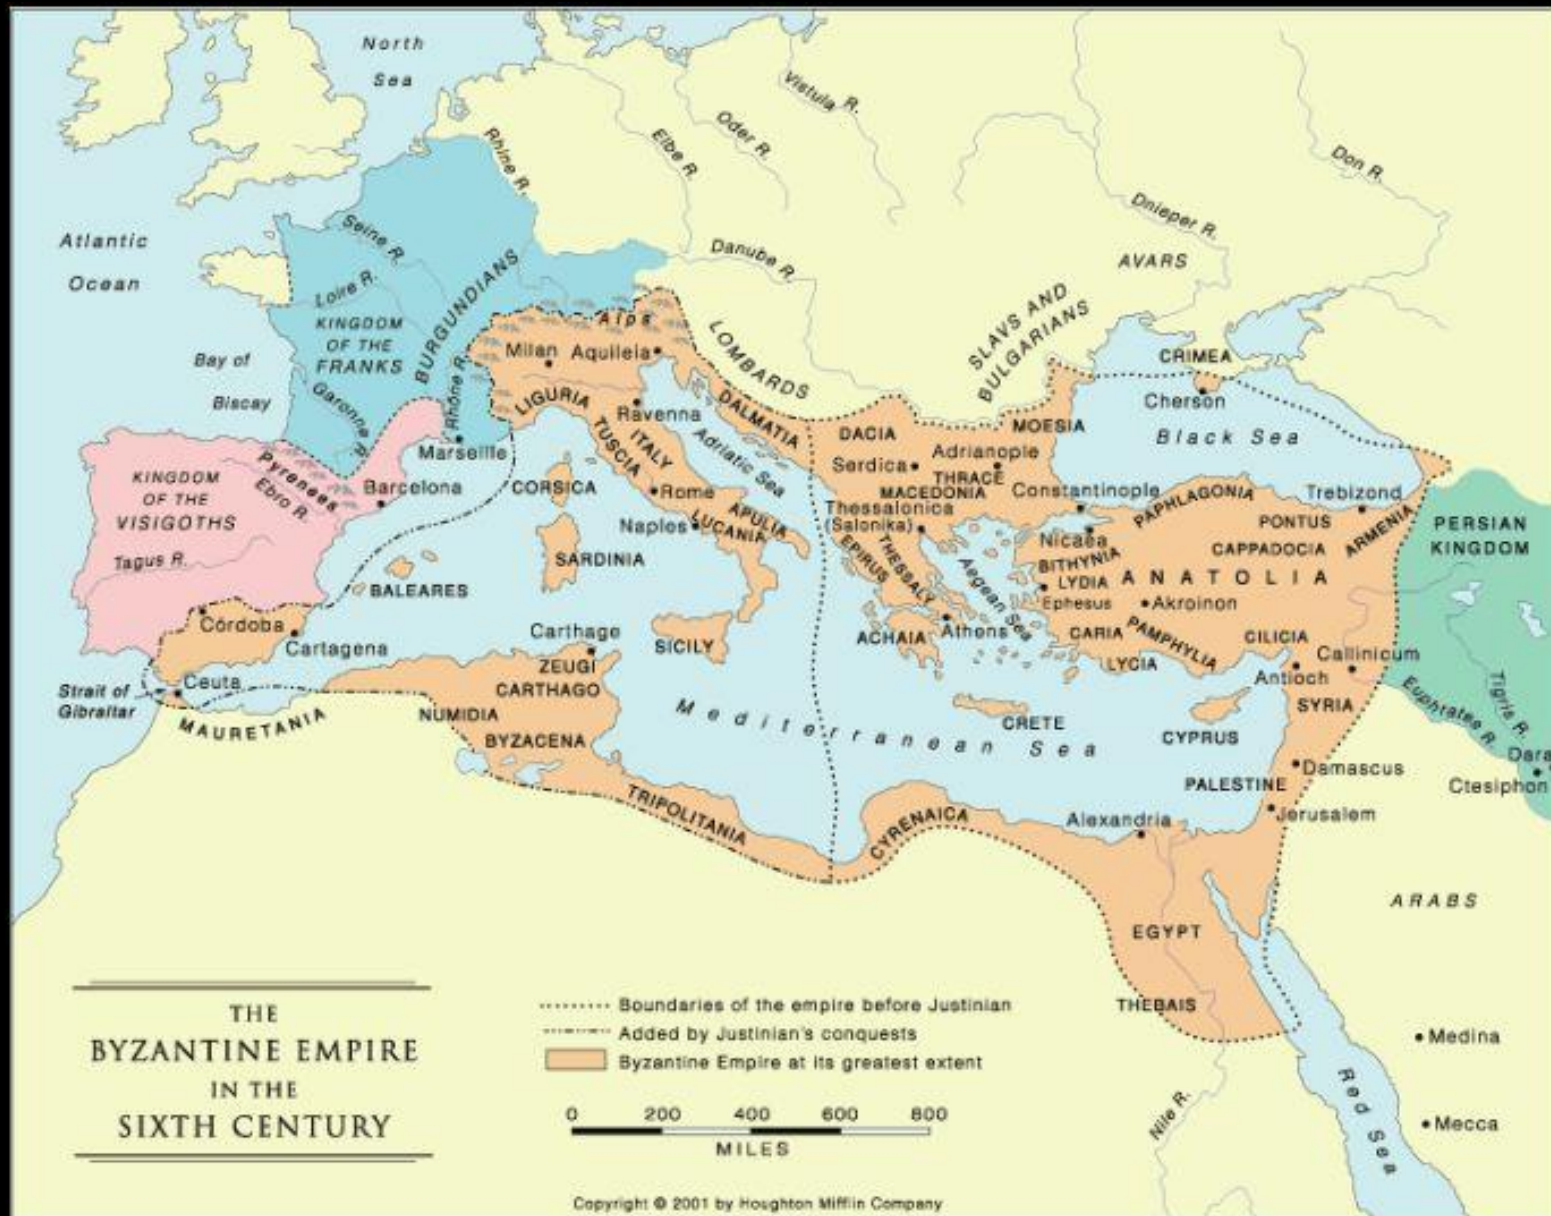 North
Sea
Vistula R.
Oder R.
Elbe R.
Rhine R.
Don R.
Dnieper R.
Atlantic
Ocean
Seine R.
Danube R.
AVARS
Loire R.
BURGUNDIANS
KINGDOM
OF THE
FRANKS
Alps
LOMBARDS
SLAVS AND
BULGARIANS
Bay of
Biscay
Milan
Aquileia
CRIMEA
Cherson
Garonne R.
Rhône R.
LIGURIA
Ravenna
DALMATIA
DACIA
MOESIA
Black Sea
Marseille
TUSCIA
ITALY
Adriatic Sea
Serdica
Adrianople
THRACE
MACEDONIA
Constantinople
PAPHLAGONIA
Trebizond
KINGDOM
OF THE
VISIGOTHS
Pyrenees
Ebro R.
Barcelona
CORSICA
Rome
APULIA
Naples
LUCANIA
Thessalonica
(Salonika)
PONTUS
ARMENIA
PERSIAN
KINGDOM
Tagus R.
SARDINIA
BALEARES
EPIRUS
THESSALY
Aegean Sea
Nicaea
BITHYNIA
LYDIA
ANATOLIA
CAPPADOCIA
Ephesus
Akroinon
Córdoba
Cartagena
Carthage
SICILY
ACHAIA
Athens
CARIA
PAMPHYLIA
LYCIA
CILICIA
Callinicum
Antioch
Strait of
Gibraltar
Ceuta
ZEUGI
CARTHAGO
MAURETANIA
NUMIDIA
BYZACENA
Mediterranean Sea
CRETE
CYPRUS
SYRIA
Euphrates R.
Tigris R.
Dara
Ctesiphon
TRIPOLITANIA
CYRENAICA
Alexandria
PALESTINE
Damascus
Jerusalem
ARABS
EGYPT
THEBAIS
Nile R.
Red Sea
Medina
Mecca
THE
BYZANTINE EMPIRE
IN THE
SIXTH CENTURY
Boundaries of the empire before Justinian
Added by Justinian's conquests
Byzantine Empire at its greatest extent
0 200 400 600 800
MILES
Copyright © 2001 by Houghton Mifflin Company